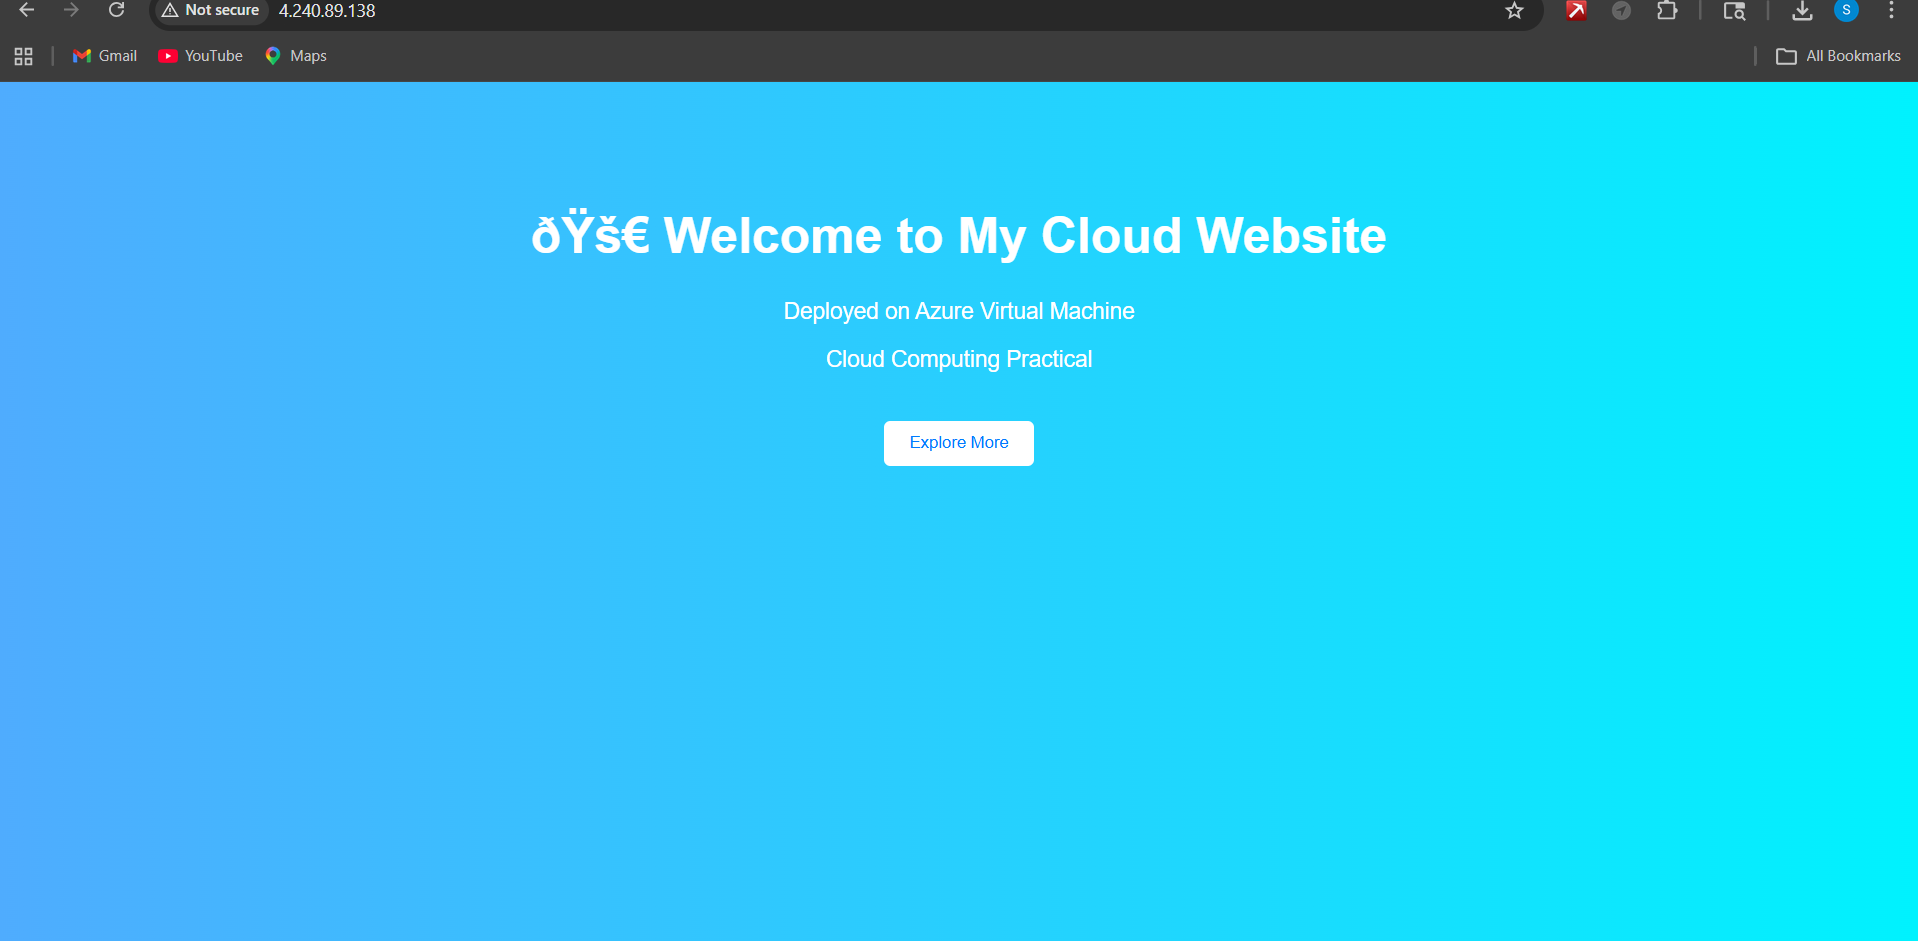 Not secure 4.240.89.138
S
Gmail YouTube Maps All Bookmarks
ðŸš€ Welcome to My Cloud Website
Deployed on Azure Virtual Machine
Cloud Computing Practical
Explore More